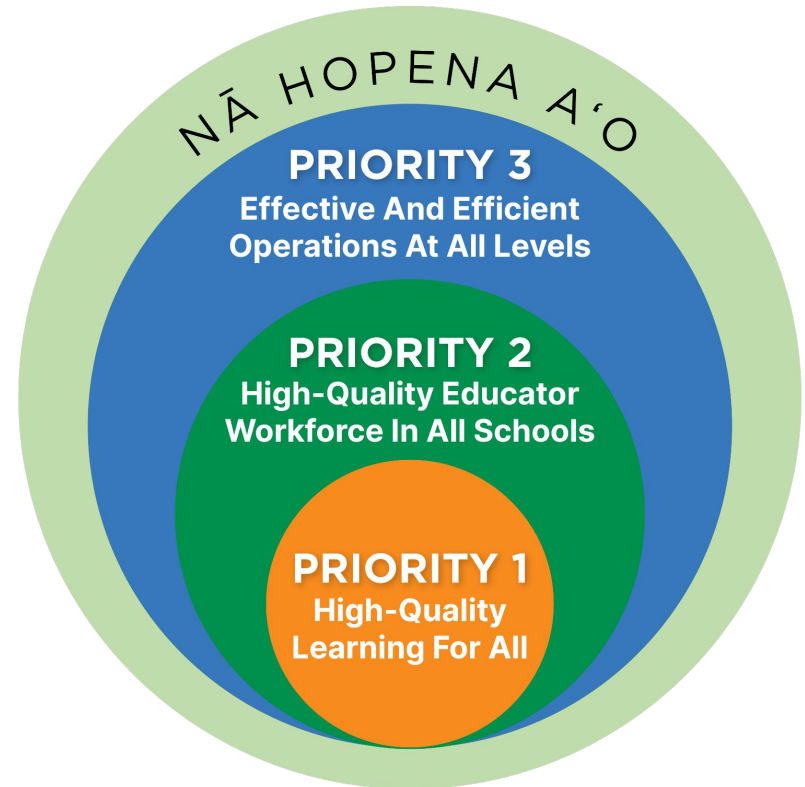 NĀ HOPENA AʻO
PRIORITY 3
Effective And Efficient
Operations At All Levels
PRIORITY 2
High-Quality Educator
Workforce In All Schools
PRIORITY 1
High-Quality
Learning For All